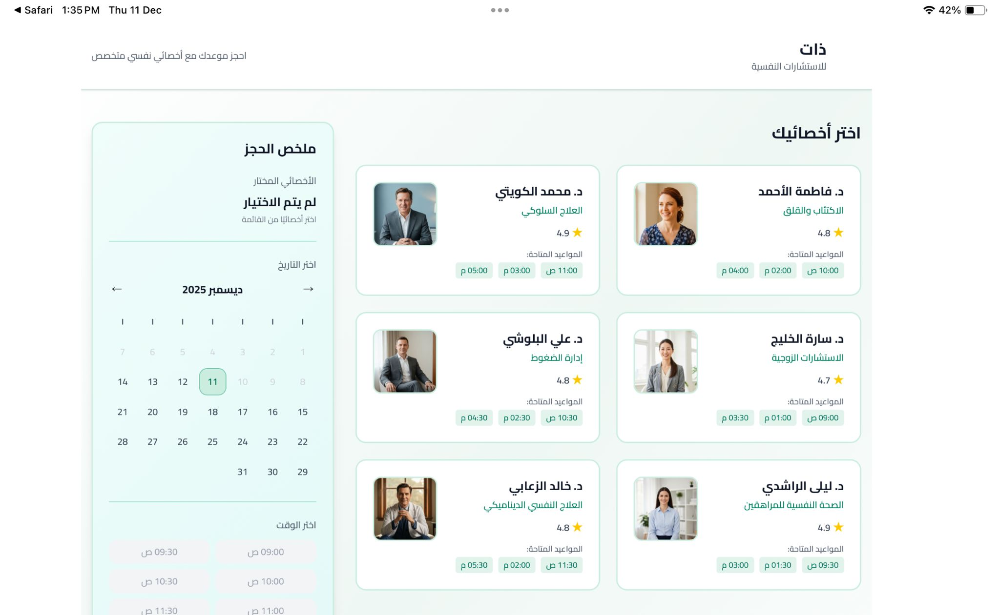 Safari 1:35 PM Thu 11 Dec
42%
ذات
للاستشارات النفسية
احجز موعدك مع أخصائي نفسي متخصص
اختر أخصائيك
د. فاطمة الأحمد
الاكتئاب والقلق
4.8
المواعيد المتاحة:
10:00 ص 02:00 م 04:00 م
د. محمد الكويتي
العلاج السلوكي
4.9
المواعيد المتاحة:
11:00 ص 03:00 م 05:00 م
د. سارة الخليج
الاستشارات الزوجية
4.7
المواعيد المتاحة:
09:00 ص 01:00 م 03:30 م
د. علي البلوشي
إدارة الضغوط
4.8
المواعيد المتاحة:
10:30 ص 02:30 م 04:30 م
د. ليلى الراشدي
الصحة النفسية للمراهقين
4.9
المواعيد المتاحة:
09:30 ص 01:30 م 03:00 م
د. خالد الزعابي
العلاج النفسي الديناميكي
4.8
المواعيد المتاحة:
11:30 ص 02:00 م 05:30 م
ملخص الحجز
الأخصائي المختار
لم يتم الاختيار
اختر أخصائيًا من القائمة
اختر التاريخ
→ ديسمبر 2025 ←
ا ا ا ا ا ا ا
1 2 3 4 5 6 7
8 9 10 11 12 13 14
15 16 17 18 19 20 21
22 23 24 25 26 27 28
29 30 31
اختر الوقت
09:00 ص 09:30 ص
10:00 ص 10:30 ص
11:00 ص 11:30 ص